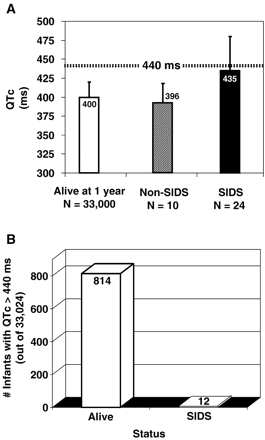 A
500
475
450
425
400
375
350
325
300
QTc
(ms)
440 ms
400
396
435
Alive at 1 year
N = 33,000
Non-SIDS
N = 10
SIDS
N = 24
B
# Infants with QTc > 440 ms
(out of 33,024)
800
600
400
200
0
814
12
Alive
SIDS
Status